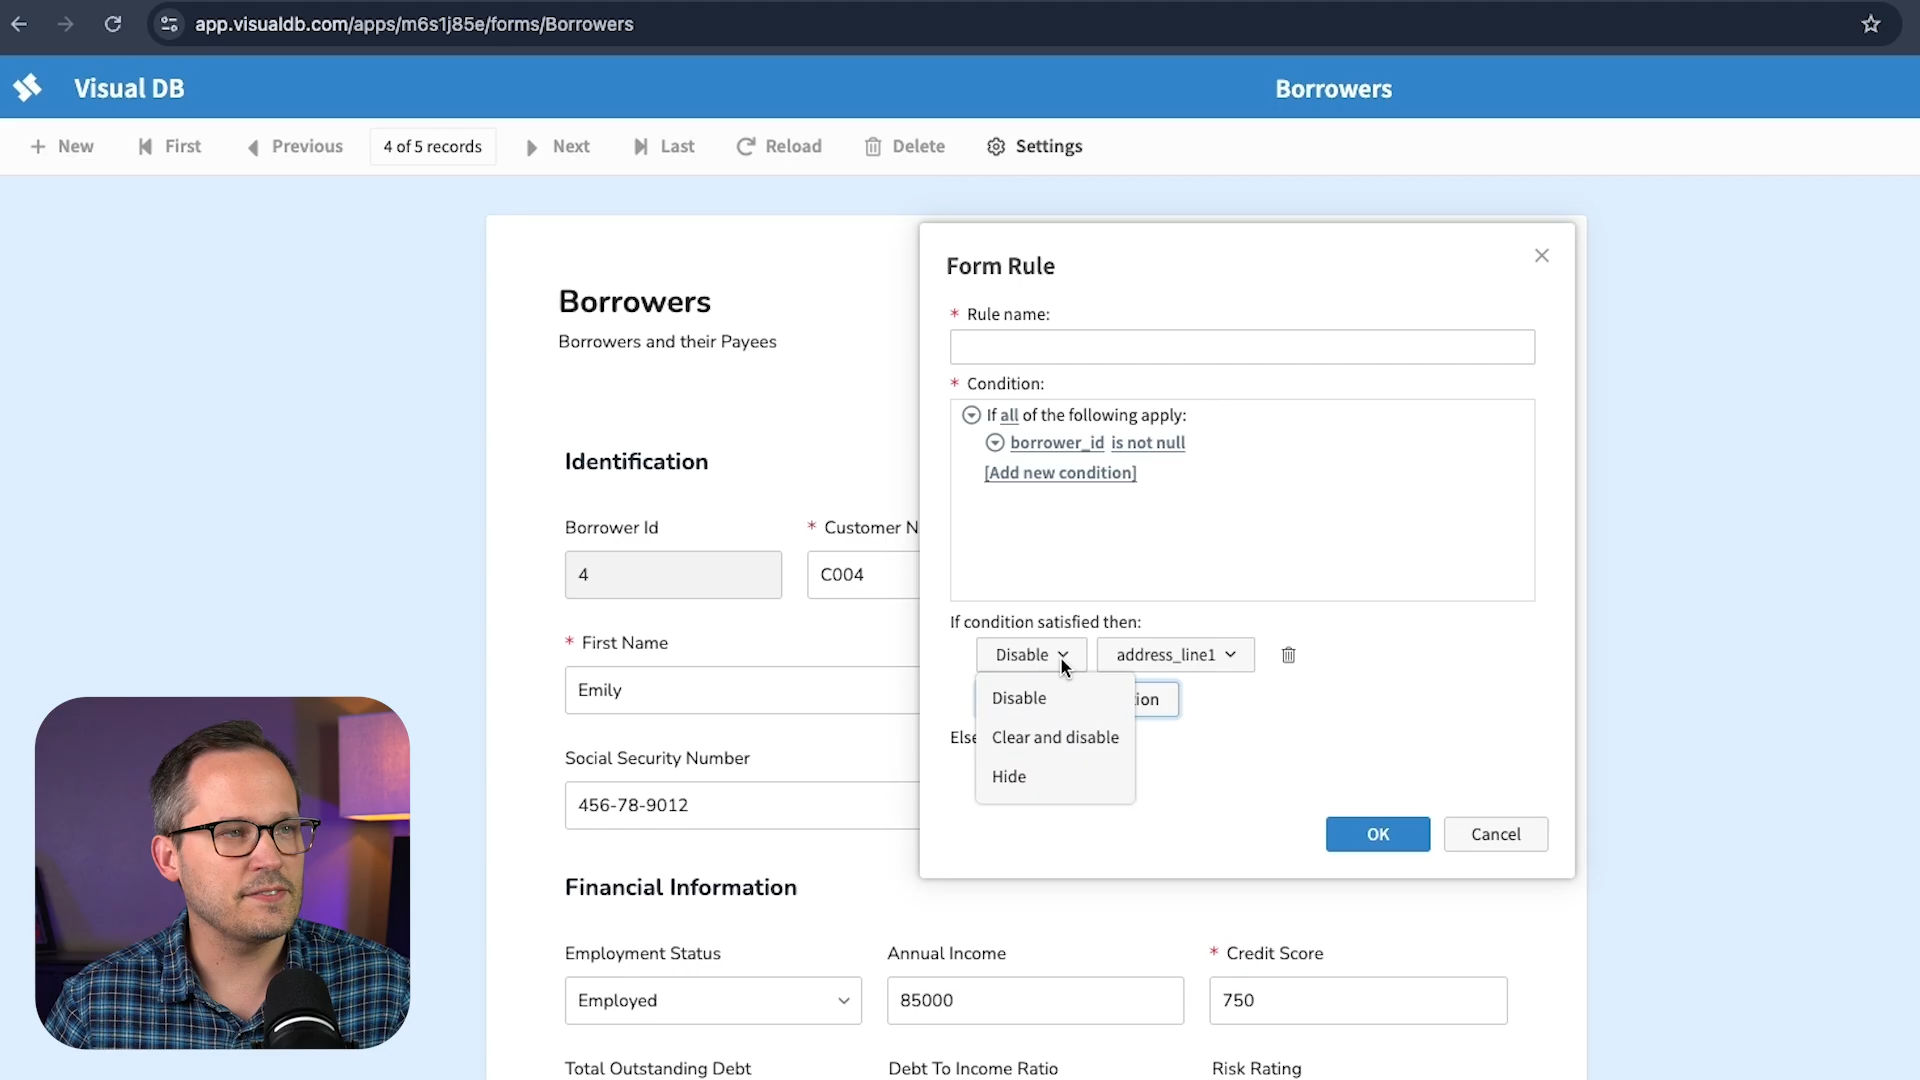 app.visualdb.com/apps/m6s1j85e/forms/Borrowers
Visual DB
Borrowers
New
First
Previous
4 of 5 records
Next
Last
Reload
Delete
Settings
Borrowers
Borrowers and their Payees
Identification
Borrower Id
* Customer N
4
C004
* First Name
Emily
Social Security Number
456-78-9012
Financial Information
Employment Status
Annual Income
* Credit Score
Employed
85000
750
Total Outstanding Debt
Debt To Income Ratio
Risk Rating
Form Rule
* Rule name:
* Condition:
If all of the following apply:
borrower_id is not null
[Add new condition]
If condition satisfied then:
Disable
address_line1
Disable
ion
Else
Clear and disable
Hide
OK
Cancel